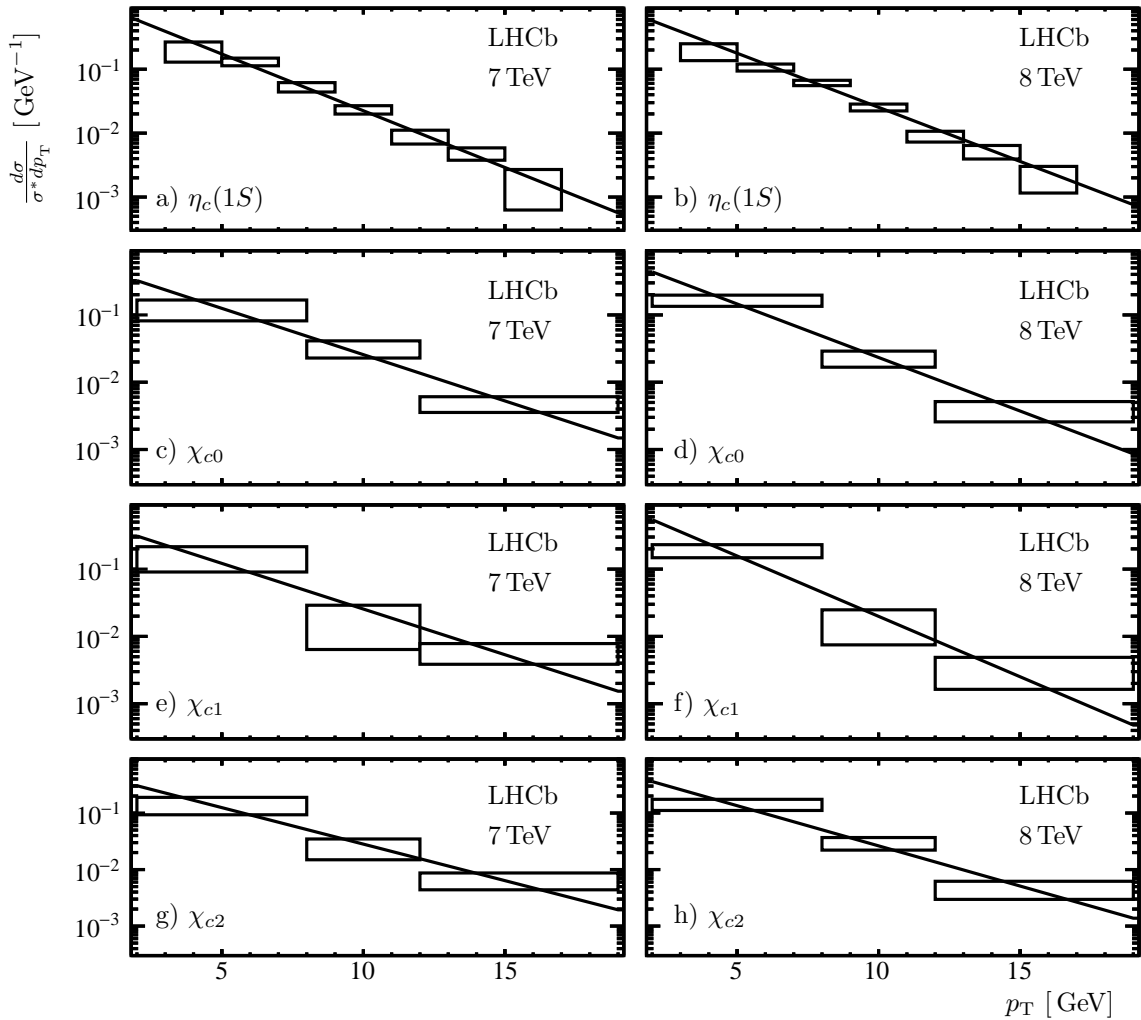 dσ/σ*dp_T [ GeV⁻¹ ]
LHCb
7 TeV
10⁻¹
10⁻²
10⁻³
a) η_c(1S)
LHCb
8 TeV
b) η_c(1S)
LHCb
7 TeV
10⁻¹
10⁻²
10⁻³
c) χ_c0
LHCb
8 TeV
d) χ_c0
LHCb
7 TeV
10⁻¹
10⁻²
10⁻³
e) χ_c1
LHCb
8 TeV
f) χ_c1
LHCb
7 TeV
10⁻¹
10⁻²
10⁻³
g) χ_c2
LHCb
8 TeV
h) χ_c2
5 10 15
5 10 15
p_T [ GeV]